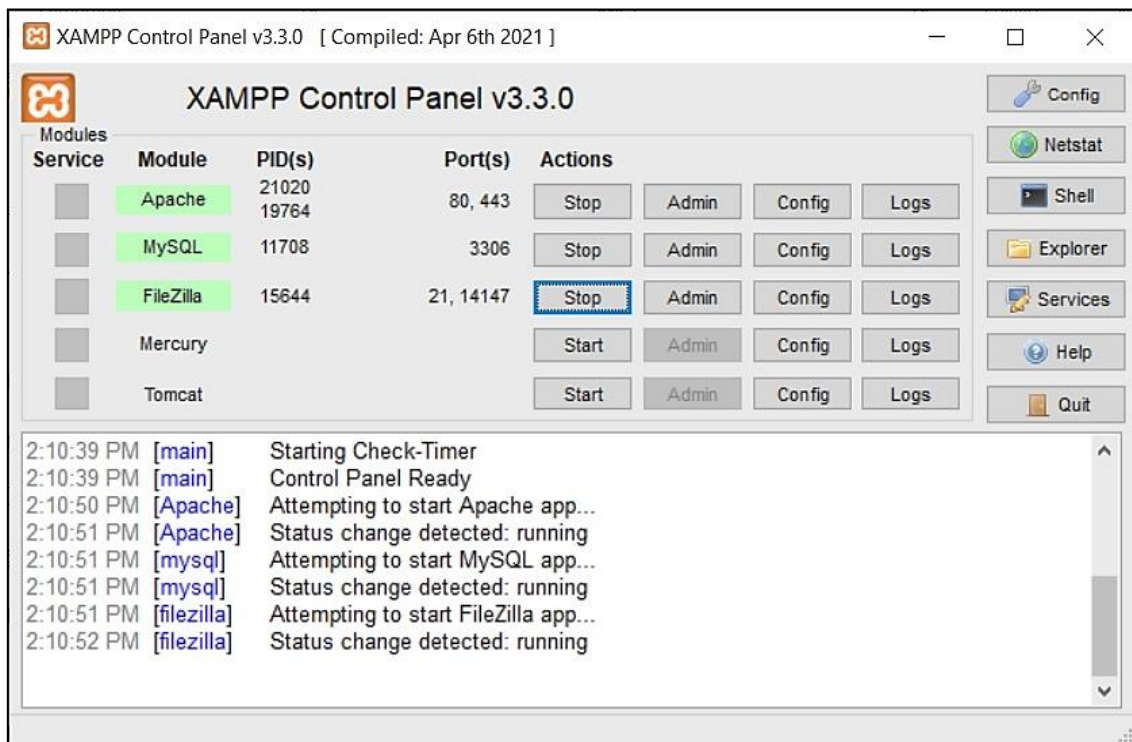 XAMPP Control Panel v3.3.0 [ Compiled: Apr 6th 2021 ]
XAMPP Control Panel v3.3.0
Config
Netstat
Shell
Explorer
Services
Help
Quit
Modules
Service Module PID(s) Port(s) Actions
Apache 21020 19764 80, 443 Stop Admin Config Logs
MySQL 11708 3306 Stop Admin Config Logs
FileZilla 15644 21, 14147 Stop Admin Config Logs
Mercury Start Admin Config Logs
Tomcat Start Admin Config Logs
2:10:39 PM [main] Starting Check-Timer
2:10:39 PM [main] Control Panel Ready
2:10:50 PM [Apache] Attempting to start Apache app...
2:10:51 PM [Apache] Status change detected: running
2:10:51 PM [mysql] Attempting to start MySQL app...
2:10:51 PM [mysql] Status change detected: running
2:10:51 PM [filezilla] Attempting to start FileZilla app...
2:10:52 PM [filezilla] Status change detected: running